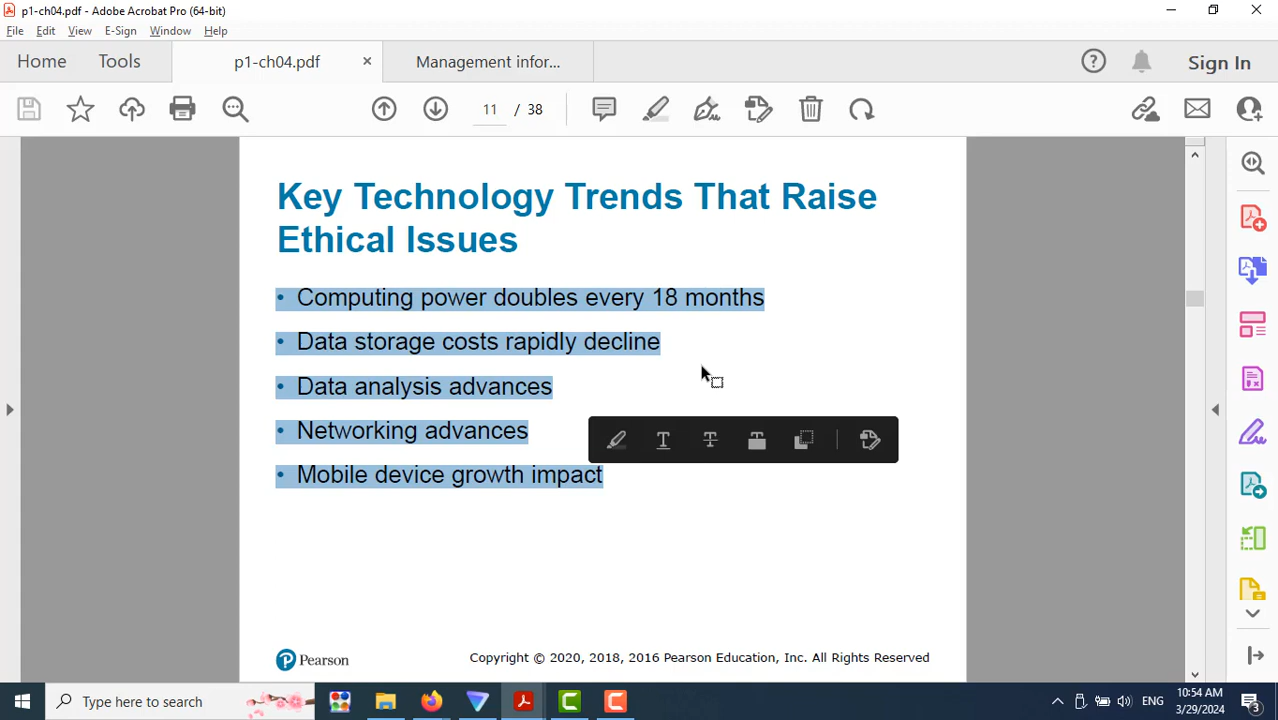 p1-ch04.pdf - Adobe Acrobat Pro (64-bit)
File Edit View E-Sign Window Help
Home Tools p1-ch04.pdf × Management infor...
Sign In
11 / 38
Key Technology Trends That Raise
Ethical Issues
• Computing power doubles every 18 months
• Data storage costs rapidly decline
• Data analysis advances
• Networking advances
• Mobile device growth impact
Pearson
Copyright © 2020, 2018, 2016 Pearson Education, Inc. All Rights Reserved
Type here to search
ENG
10:54 AM
3/29/2024
3